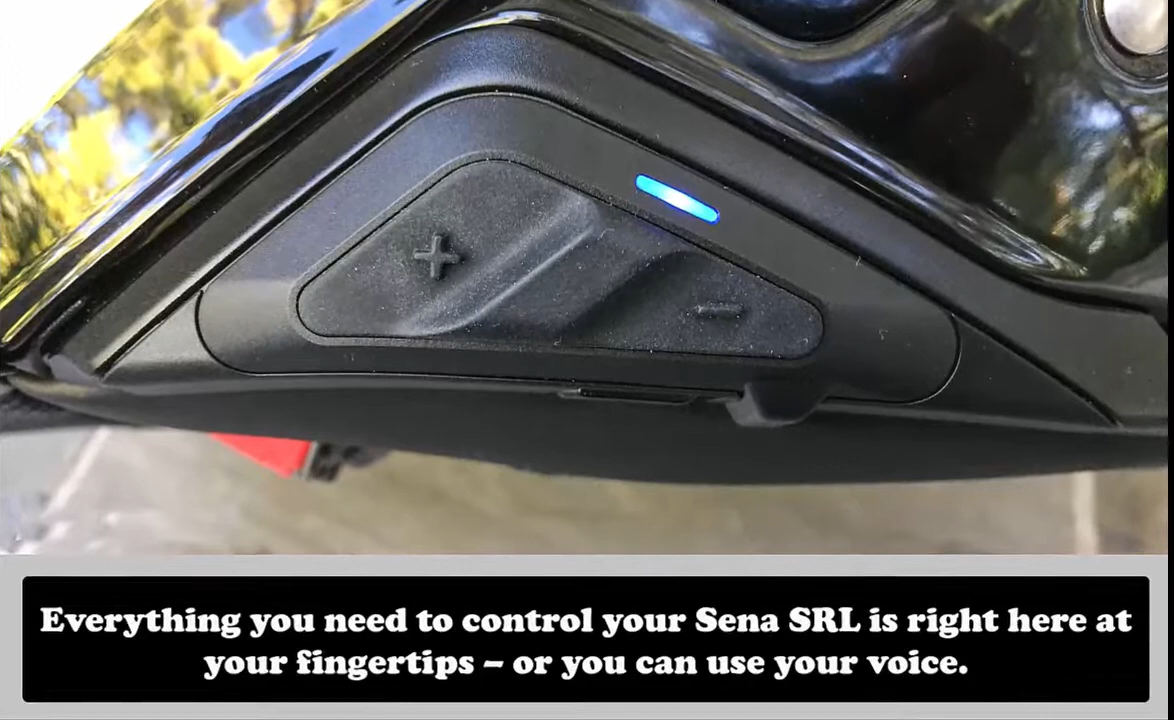 +
-
Everything you need to control your Sena SRL is right here at
your fingertips – or you can use your voice.